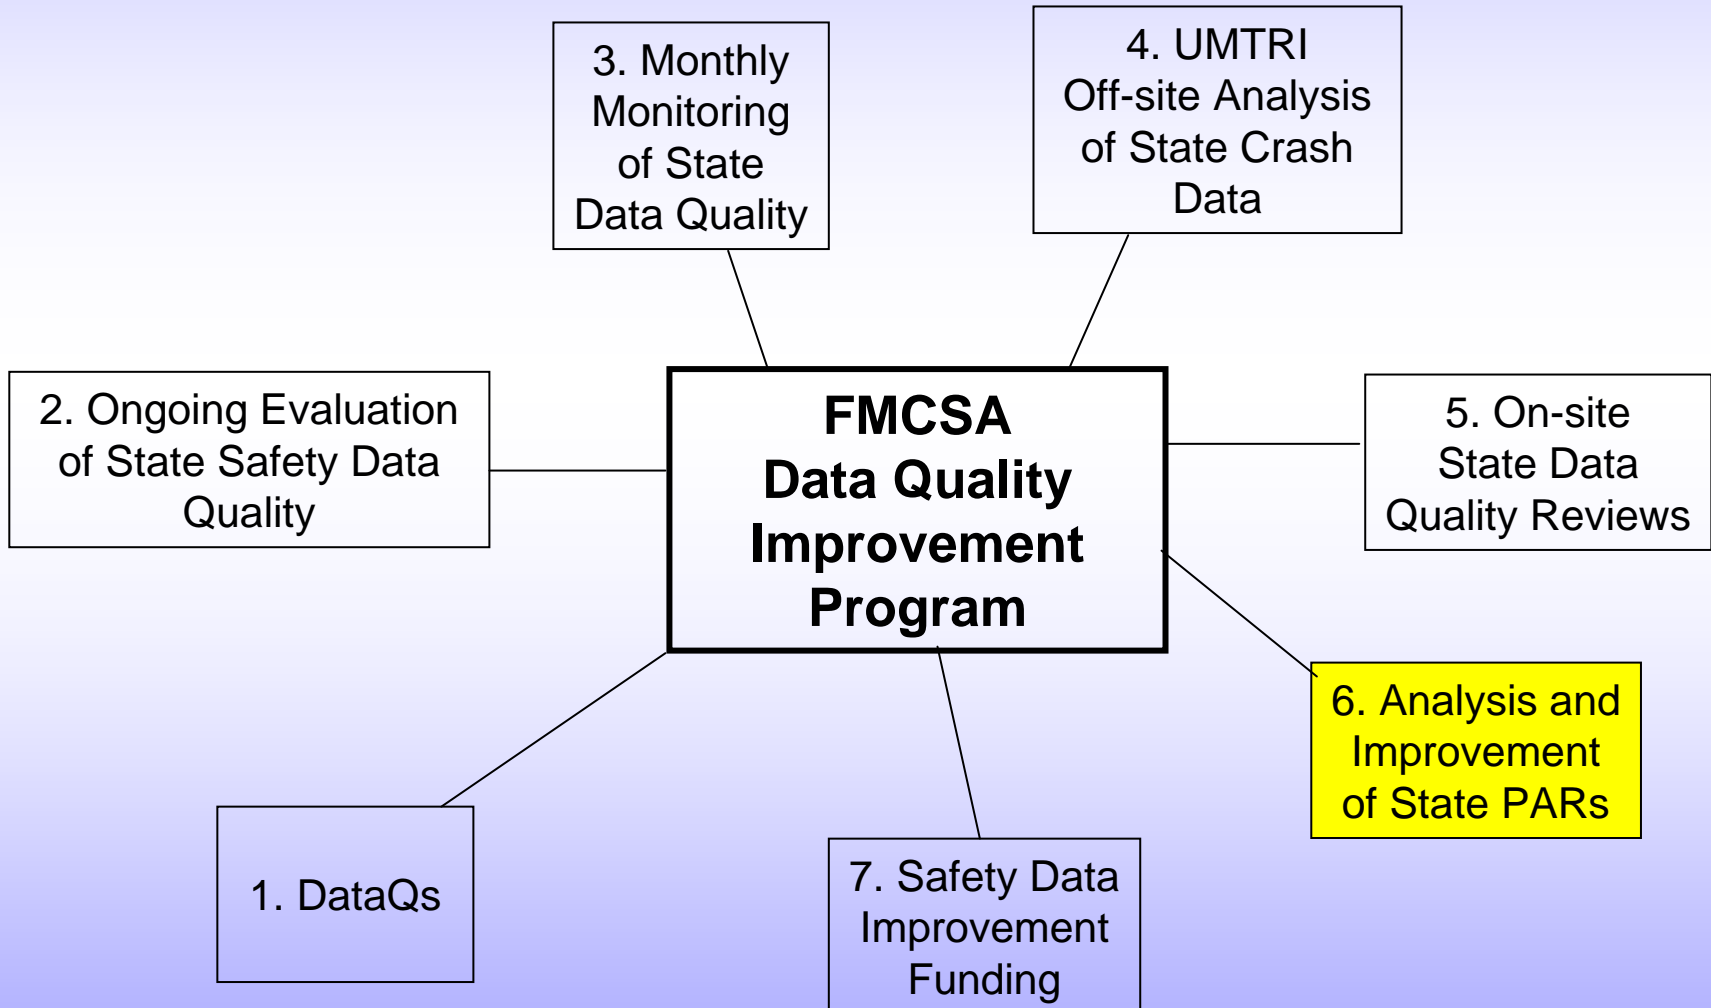 3. Monthly
Monitoring
of State
Data Quality
4. UMTRI
Off-site Analysis
of State Crash
Data
2. Ongoing Evaluation
of State Safety Data
Quality
FMCSA
Data Quality
Improvement
Program
5. On-site
State Data
Quality Reviews
6. Analysis and
Improvement
of State PARs
1. DataQs
7. Safety Data
Improvement
Funding